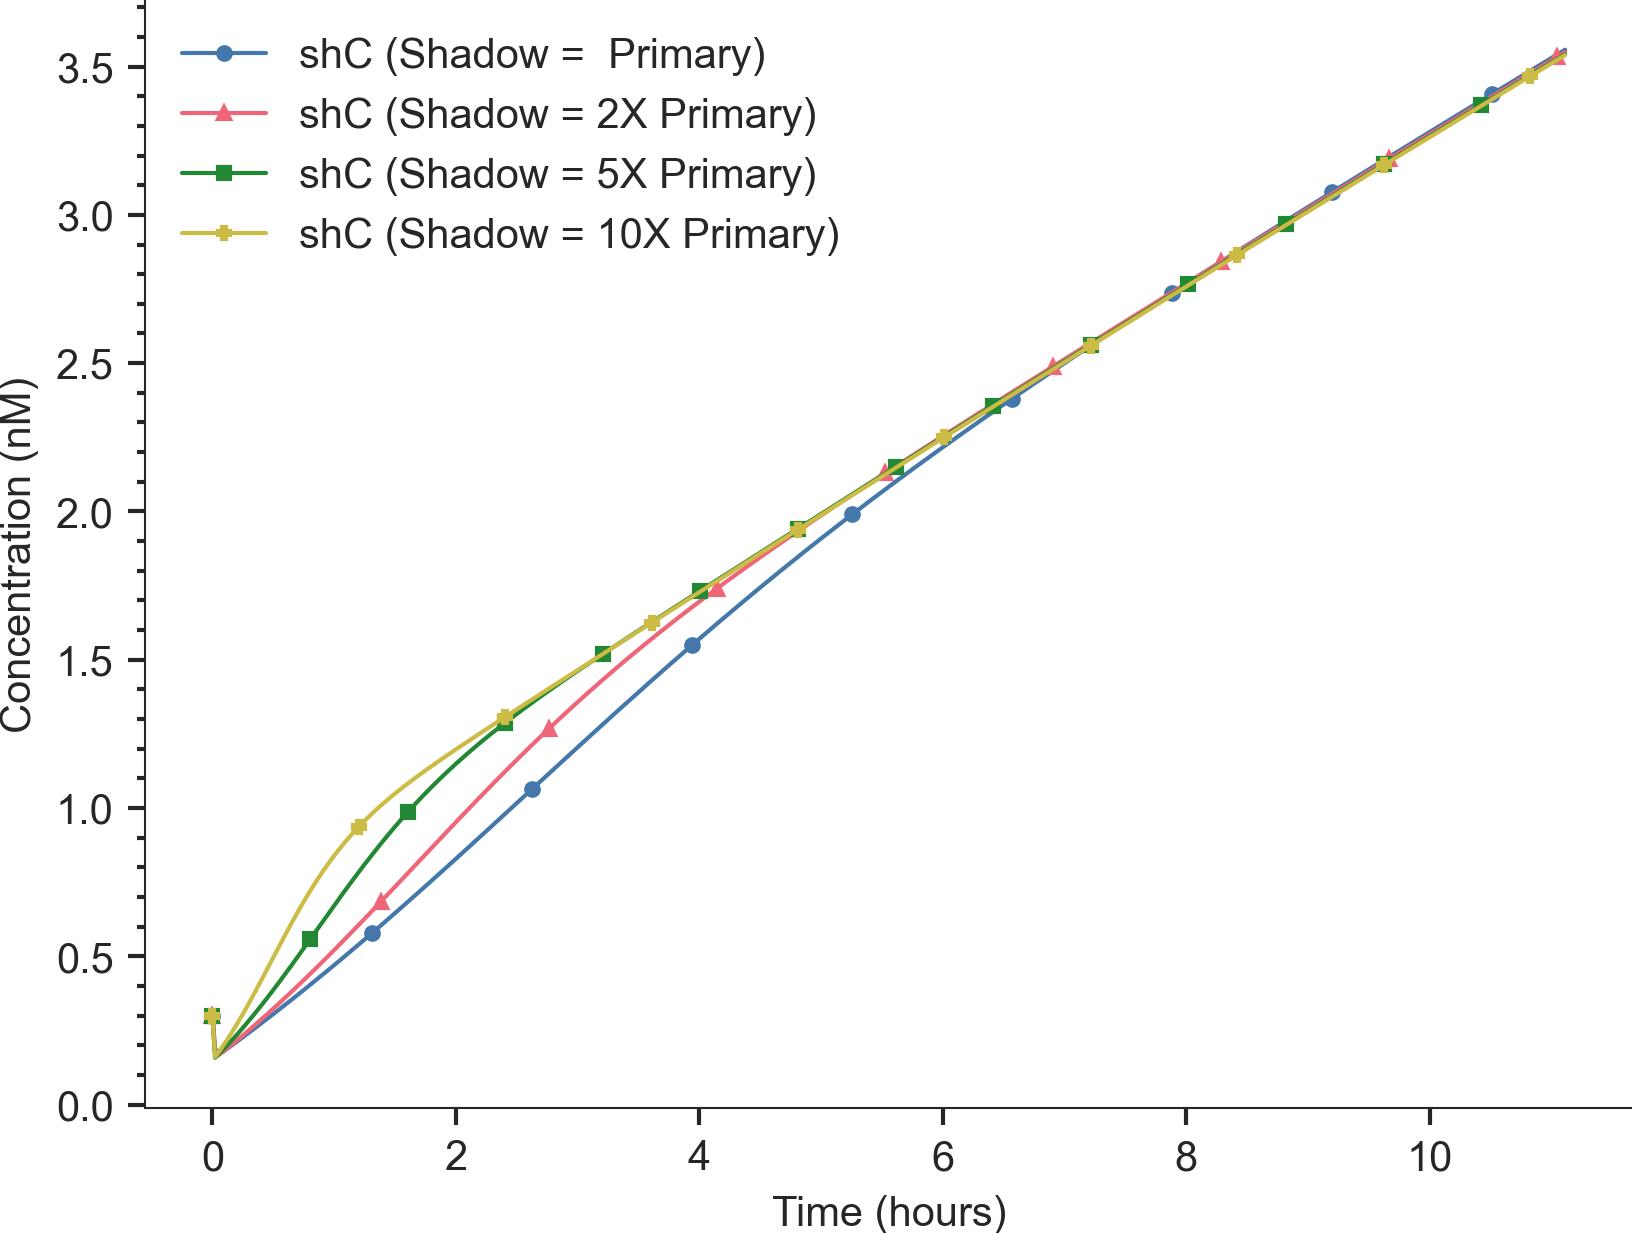 shC (Shadow =  Primary)
shC (Shadow = 2X Primary)
shC (Shadow = 5X Primary)
shC (Shadow = 10X Primary)
Concentration (nM)
3.5
3.0
2.5
2.0
1.5
1.0
0.5
0.0
0 2 4 6 8 10
Time (hours)